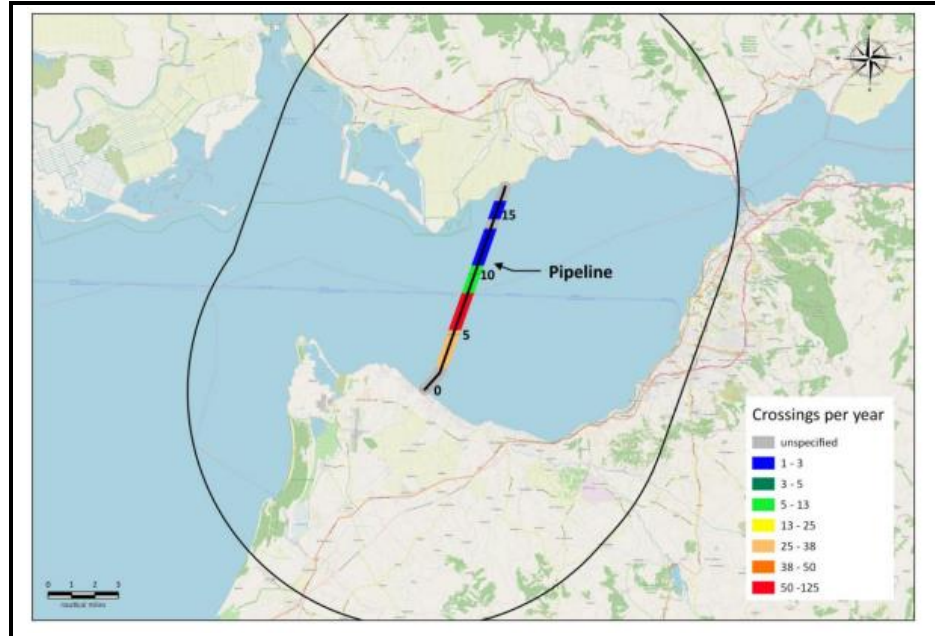 15
10
Pipeline
5
0
Crossings per year
unspecified
1 - 3
3 - 5
5 - 13
13 - 25
25 - 38
38 - 50
50 -125
0 1 2 3
nautical miles